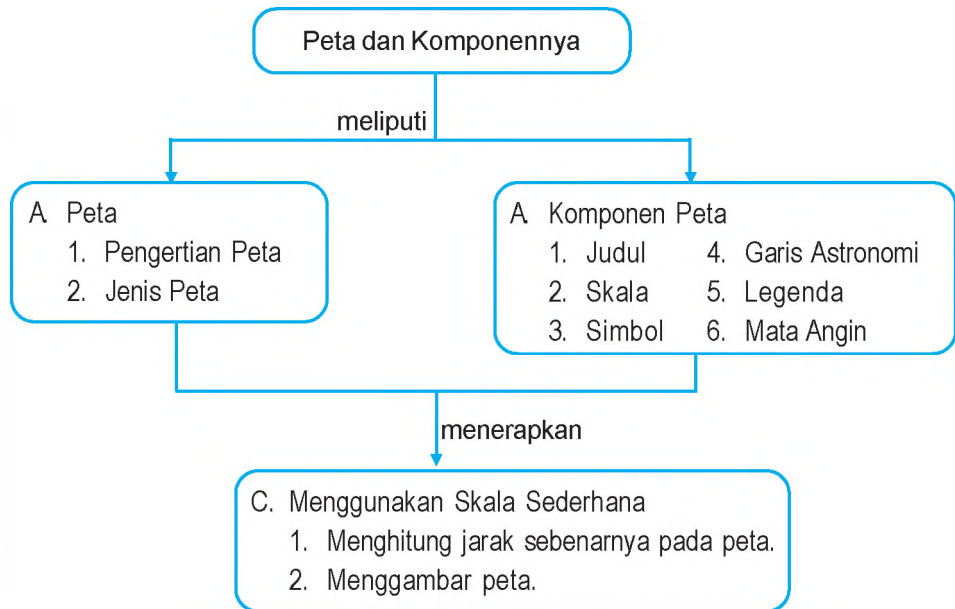 Peta dan Komponennya
meliputi
A. Peta
1. Pengertian Peta
2. Jenis Peta
A. Komponen Peta
1. Judul
2. Skala
3. Simbol
4. Garis Astronomi
5. Legenda
6. Mata Angin
menerapkan
C. Menggunakan Skala Sederhana
1. Menghitung jarak sebenarnya pada peta.
2. Menggambar peta.